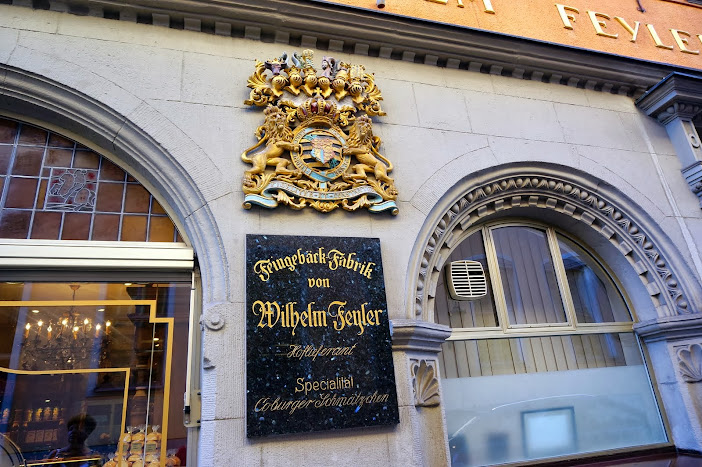 FEYLER
Feingebäck-Fabrik
von
Wilhelm Feyler
Hoflieferant
Specialität
Coburger Schmätzchen